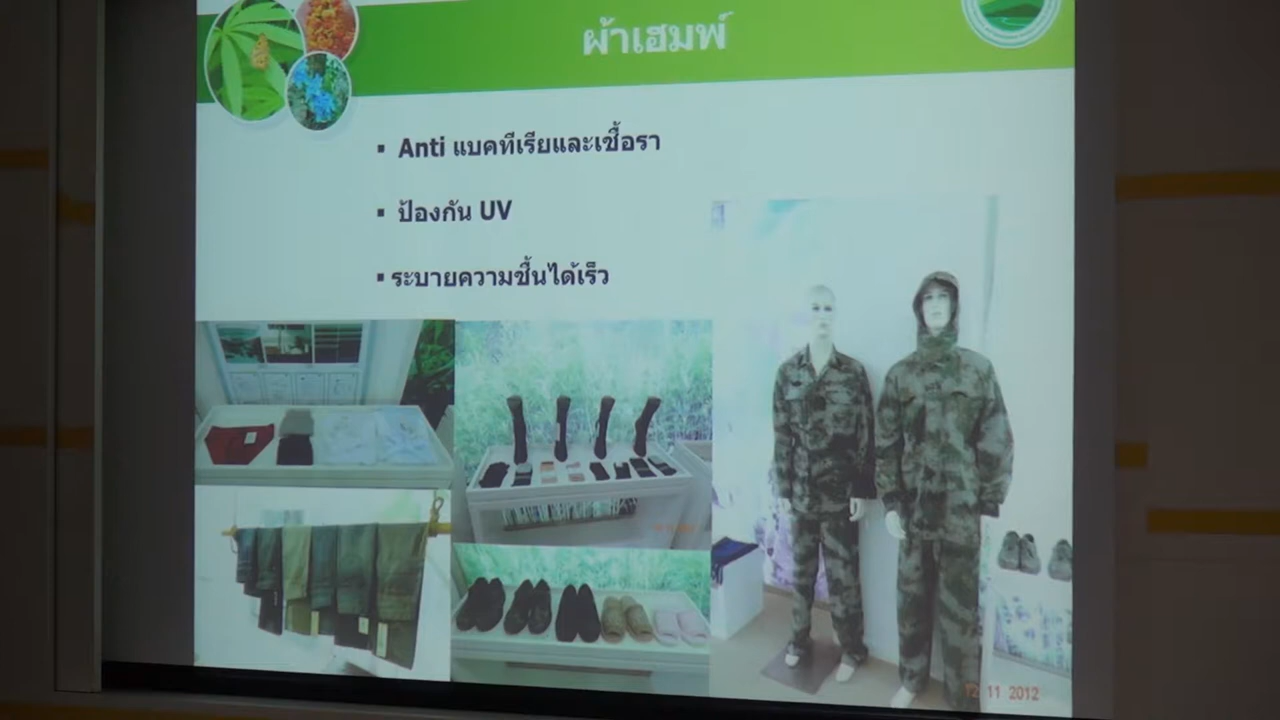 ผ้าเฮมพ์
▪ Anti แบคทีเรียและเชื้อรา
▪ ป้องกัน UV
▪ ระบายความชื้นได้เร็ว
12 11 2012